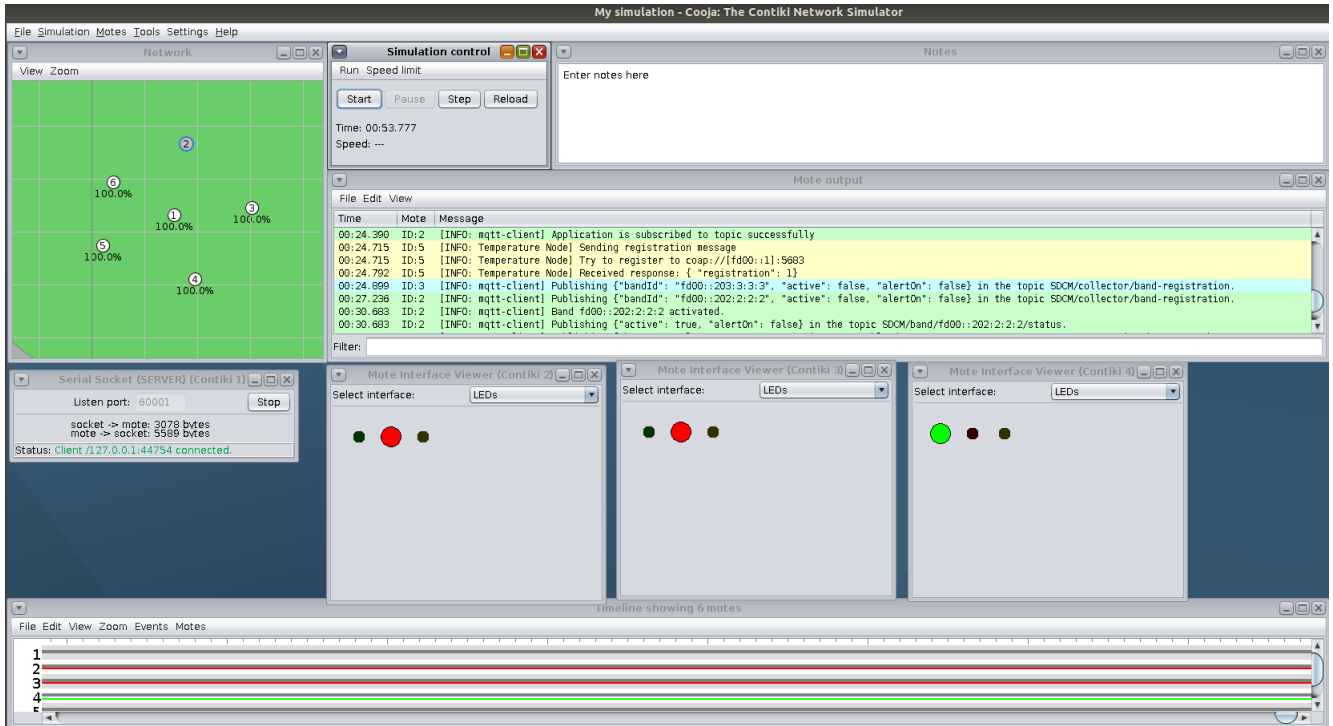 My simulation - Cooja: The Contiki Network Simulator
File Simulation Motes Tools Settings Help
Network
View Zoom
2
6
100.0%
1
100.0%
3
100.0%
5
100.0%
4
100.0%
Simulation control
Run Speed limit
Start Pause Step Reload
Time: 00:53.777
Speed: ---
Notes
Enter notes here
Mote output
File Edit View
Time Mote Message
00:24.390 ID:2 [INFO: mqtt-client] Application is subscribed to topic successfully
00:24.715 ID:5 [INFO: Temperature Node] Sending registration message
00:24.715 ID:5 [INFO: Temperature Node] Try to register to coap://[fd00::1]:5683
00:24.792 ID:5 [INFO: Temperature Node] Received response: { "registration": 1}
00:24.899 ID:3 [INFO: mqtt-client] Publishing {"bandId": "fd00::203:3:3:3", "active": false, "alertOn": false} in the topic SDCM/collector/band-registration.
00:27.236 ID:2 [INFO: mqtt-client] Publishing {"bandId": "fd00::202:2:2:2", "active": false, "alertOn": false} in the topic SDCM/collector/band-registration.
00:30.683 ID:2 [INFO: mqtt-client] Band fd00::202:2:2:2 activated.
00:30.683 ID:2 [INFO: mqtt-client] Publishing {"active": true, "alertOn": false} in the topic SDCM/band/fd00::202:2:2:2/status.
Filter:
Serial Socket (SERVER) (Contiki 1)
Listen port: 60001 Stop
socket -> mote: 3078 bytes
mote -> socket: 5589 bytes
Status: Client /127.0.0.1:44754 connected.
Mote Interface Viewer (Contiki 2)
Select interface: LEDs
Mote Interface Viewer (Contiki 3)
Select interface: LEDs
Mote Interface Viewer (Contiki 4)
Select interface: LEDs
Timeline showing 6 motes
File Edit View Zoom Events Motes
1
2
3
4